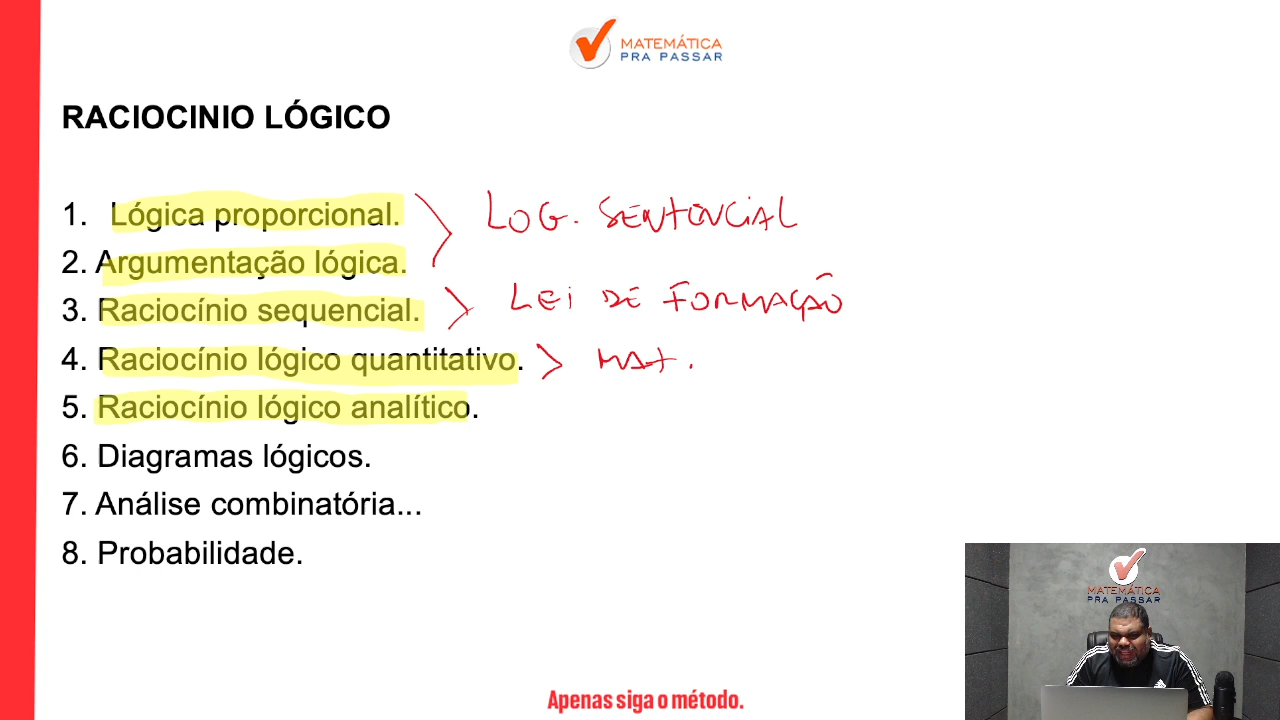 MATEMÁTICA
PRA PASSAR
RACIOCINIO LÓGICO
1. Lógica proporcional.
LOG. SENTENCIAL
2. Argumentação lógica.
3. Raciocínio sequencial.
LEI DE FORMAÇÃO
4. Raciocínio lógico quantitativo.
MAT.
5. Raciocínio lógico analítico.
6. Diagramas lógicos.
7. Análise combinatória...
8. Probabilidade.
MATEMÁTICA
PRA PASSAR
Apenas siga o método.